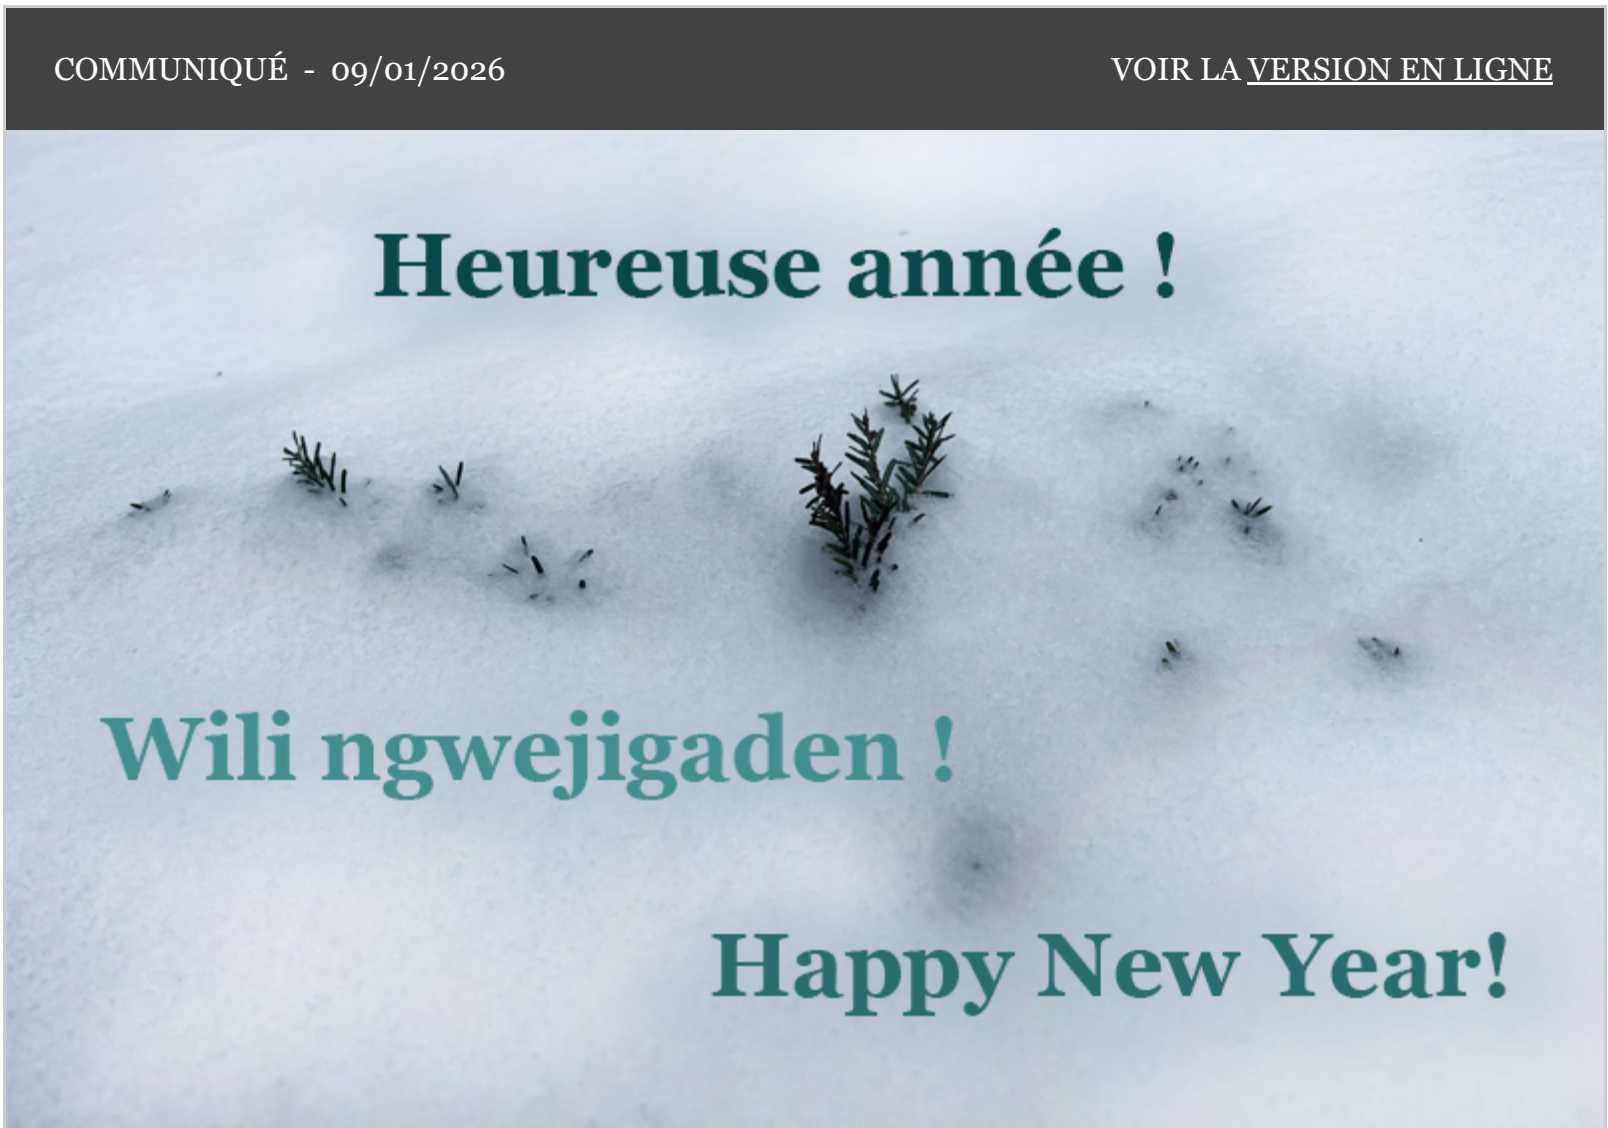 COMMUNIQUÉ - 09/01/2026
VOIR LA VERSION EN LIGNE
Heureuse année !
Wili ngwejigaden !
Happy New Year!